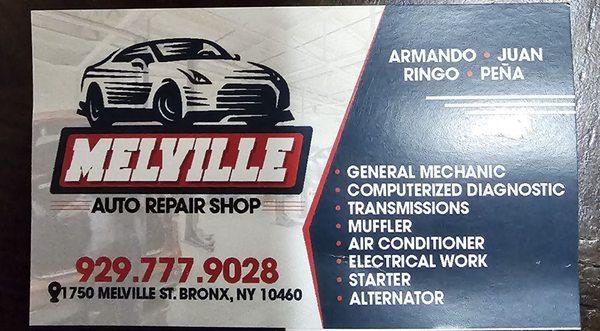 MELVILLE
AUTO REPAIR SHOP
929.777.9028
1750 MELVILLE ST. BRONX, NY 10460
ARMANDO • JUAN
RINGO • PEÑA
• GENERAL MECHANIC
• COMPUTERIZED DIAGNOSTIC
• TRANSMISSIONS
• MUFFLER
• AIR CONDITIONER
• ELECTRICAL WORK
• STARTER
• ALTERNATOR